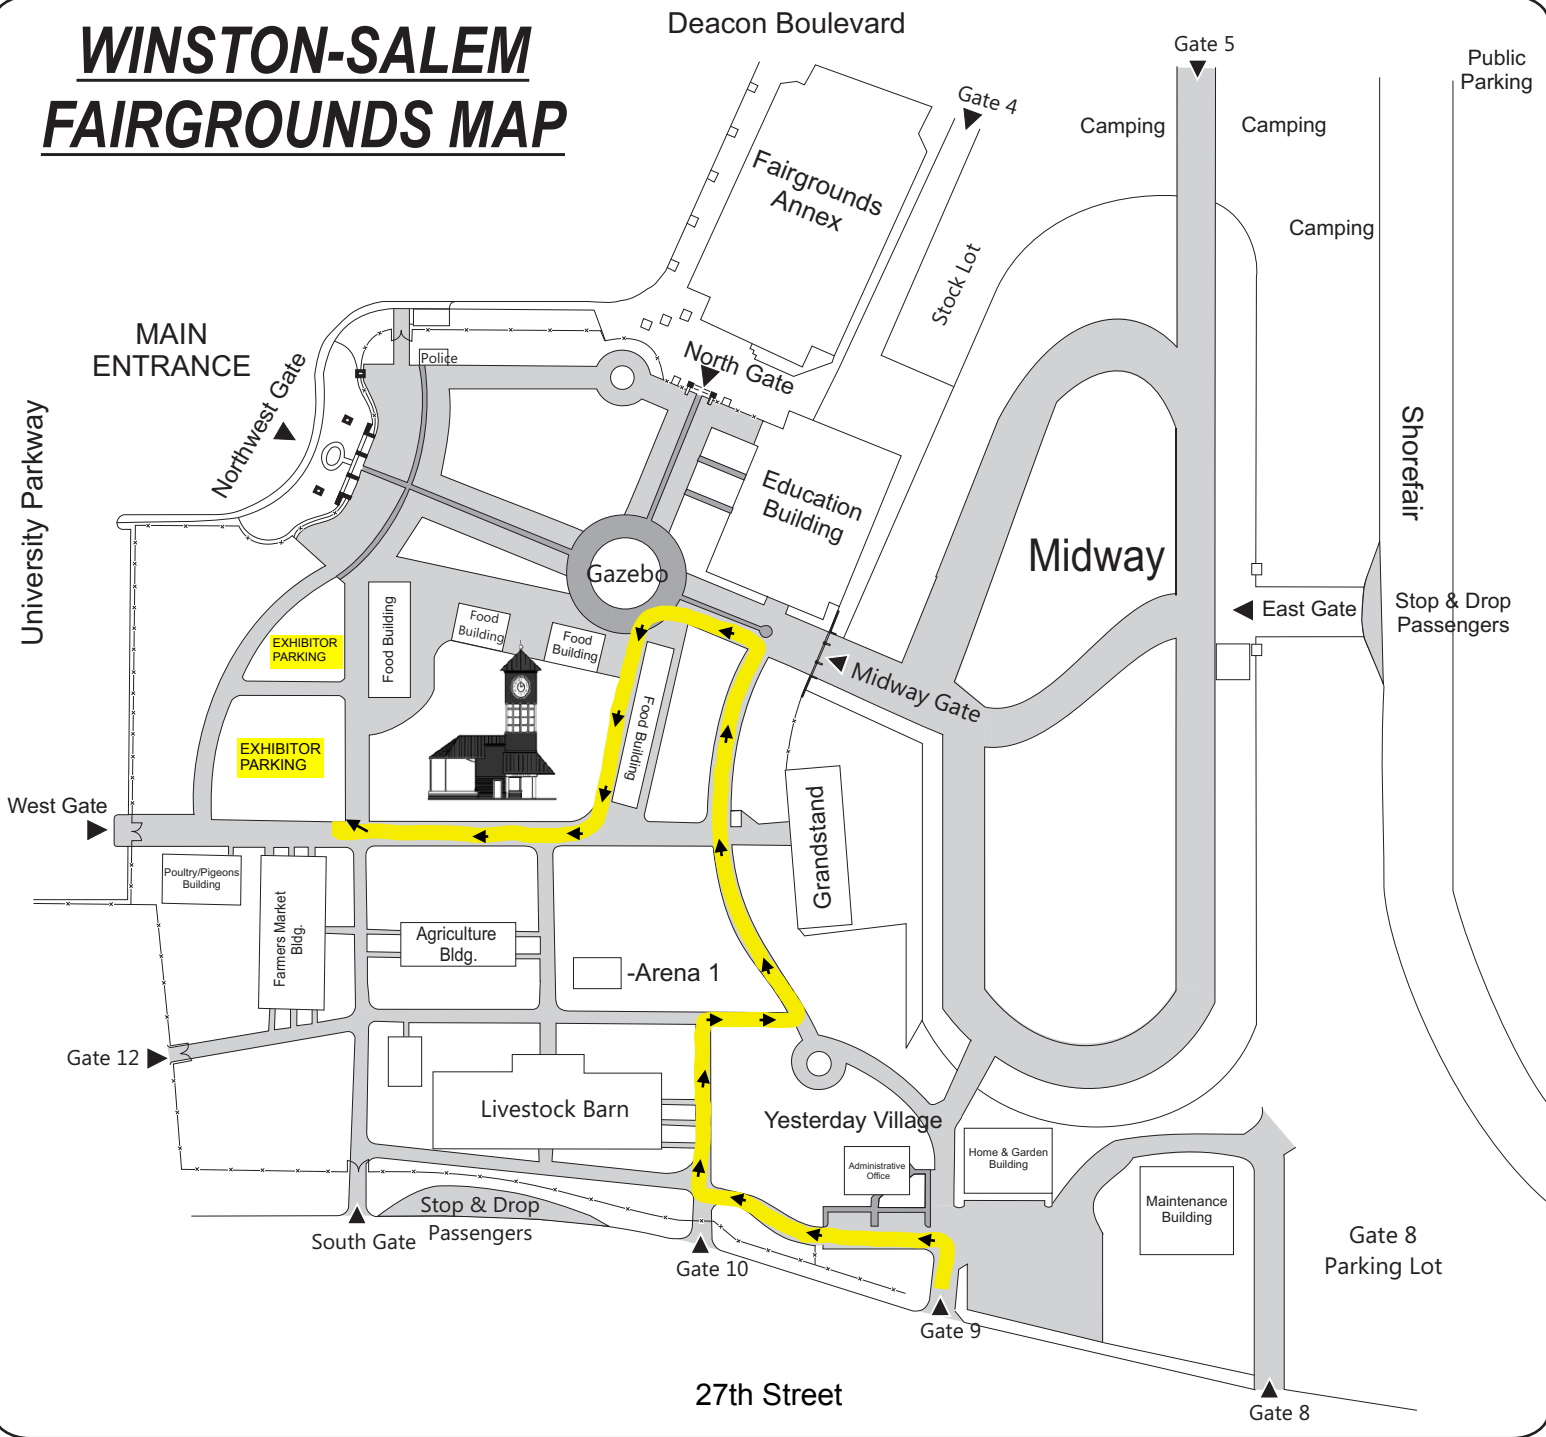 WINSTON-SALEM
FAIRGROUNDS MAP
Deacon Boulevard
Gate 5
Public
Parking
Gate 4
Camping
Camping
Camping
Fairgrounds
Annex
Stock Lot
MAIN
ENTRANCE
Northwest Gate
Police
North Gate
University Parkway
Shorefair
Education
Building
Midway
Gazebo
East Gate
Stop & Drop
Passengers
Food Building
Food
Building
Food
Building
EXHIBITOR
PARKING
Midway Gate
Food Building
EXHIBITOR
PARKING
West Gate
Grandstand
Poultry/Pigeons
Building
Farmers Market
Bldg.
Agriculture
Bldg.
-Arena 1
Gate 12
Livestock Barn
Yesterday Village
Administrative
Office
Home & Garden
Building
Maintenance
Building
Stop & Drop
Passengers
South Gate
Gate 10
Gate 8
Parking Lot
Gate 9
27th Street
Gate 8